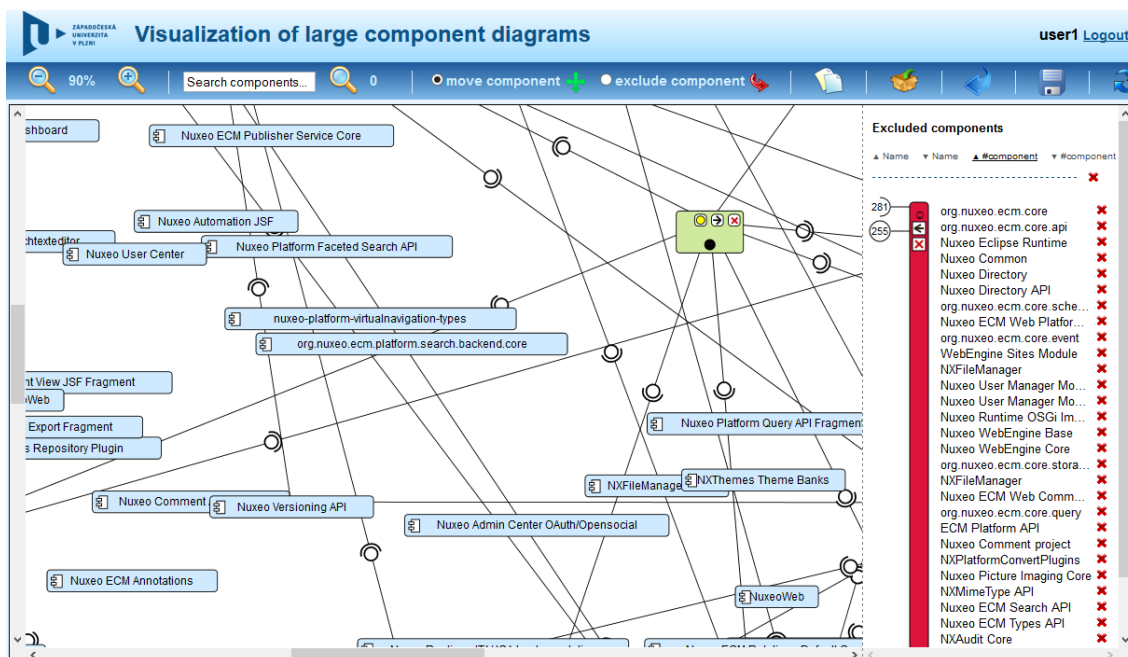 ZÁPADOČESKÁ
UNIVERZITA
V PLZNI
Visualization of large component diagrams
user1 Logout
90%
Search components...
0
move component
exclude component
shboard
Nuxeo ECM Publisher Service Core
Nuxeo Automation JSF
chtexteditor
Nuxeo User Center
Nuxeo Platform Faceted Search API
nuxeo-platform-virtualnavigation-types
org.nuxeo.ecm.platform.search.backend.core
nt View JSF Fragment
Web
Export Fragment
s Repository Plugin
Nuxeo Platform Query API Fragment
NXFileManage
NXThemes Theme Banks
Nuxeo Comment
Nuxeo Versioning API
Nuxeo Admin Center OAuth/Opensocial
Nuxeo ECM Annotations
NuxeoWeb
Excluded components
▲ Name ▼ Name ▲ #component ▼ #component
281
255
org.nuxeo.ecm.core
org.nuxeo.ecm.core.api
Nuxeo Eclipse Runtime
Nuxeo Common
Nuxeo Directory
Nuxeo Directory API
org.nuxeo.ecm.core.sche...
Nuxeo ECM Web Platfor...
org.nuxeo.ecm.core.event
WebEngine Sites Module
NXFileManager
Nuxeo User Manager Mo...
Nuxeo User Manager Mo...
Nuxeo Runtime OSGi Im...
Nuxeo WebEngine Base
Nuxeo WebEngine Core
org.nuxeo.ecm.core.stora...
NXFileManager
Nuxeo ECM Web Comm...
org.nuxeo.ecm.core.query
ECM Platform API
Nuxeo Comment project
NXPlatformConvertPlugins
Nuxeo Picture Imaging Core
NXMimeType API
Nuxeo ECM Search API
Nuxeo ECM Types API
NXAudit Core